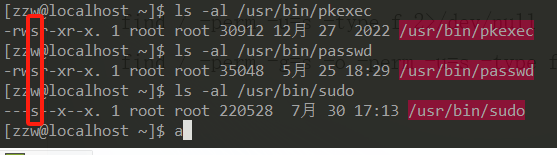 [zzw@localhost ~]$ ls -al /usr/bin/pkexec
-rwsr-xr-x. 1 root root 30912 12月 27  2022 /usr/bin/pkexec
[zzw@localhost ~]$ ls -al /usr/bin/passwd
-rwsr-xr-x. 1 root root 35048  5月 25 18:29 /usr/bin/passwd
[zzw@localhost ~]$ ls -al /usr/bin/sudo
---s--x--x. 1 root root 220528  7月 30 17:13 /usr/bin/sudo
[zzw@localhost ~]$ a